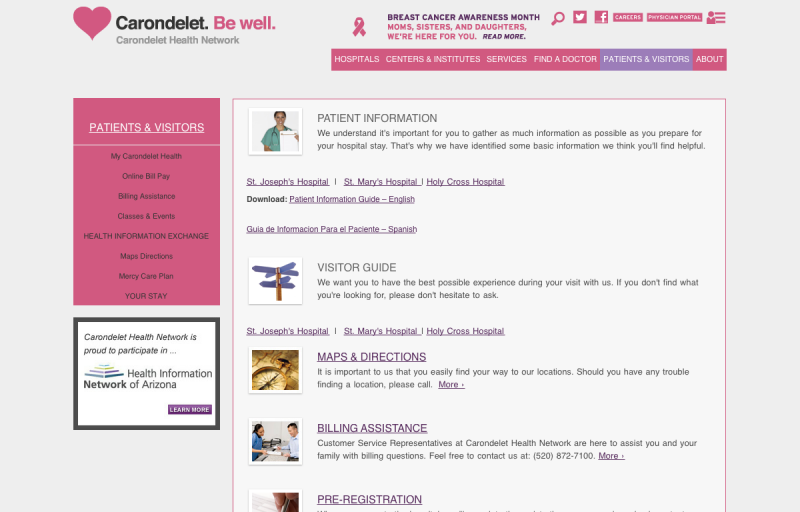 Carondelet. Be well.
Carondelet Health Network
BREAST CANCER AWARENESS MONTH
MOMS, SISTERS, AND DAUGHTERS,
WE'RE HERE FOR YOU. READ MORE.
CAREERS PHYSICIAN PORTAL
HOSPITALS CENTERS & INSTITUTES SERVICES FIND A DOCTOR PATIENTS & VISITORS ABOUT
PATIENTS & VISITORS
My Carondelet Health
Online Bill Pay
Billing Assistance
Classes & Events
HEALTH INFORMATION EXCHANGE
Maps Directions
Mercy Care Plan
YOUR STAY
Carondelet Health Network is
proud to participate in ...
Health Information
Network of Arizona
LEARN MORE
PATIENT INFORMATION
We understand it's important for you to gather as much information as possible as you prepare for
your hospital stay. That's why we have identified some basic information we think you'll find helpful.
St. Joseph's Hospital | St. Mary's Hospital | Holy Cross Hospital
Download: Patient Information Guide – English
Guia de Informacion Para el Paciente – Spanish
VISITOR GUIDE
We want you to have the best possible experience during your visit with us. If you don't find what
you're looking for, please don't hesitate to ask.
St. Joseph's Hospital | St. Mary's Hospital | Holy Cross Hospital
MAPS & DIRECTIONS
It is important to us that you easily find your way to our locations. Should you have any trouble
finding a location, please call. More ›
BILLING ASSISTANCE
Customer Service Representatives at Carondelet Health Network are here to assist you and your
family with billing questions. Feel free to contact us at: (520) 872-7100. More ›
PRE-REGISTRATION